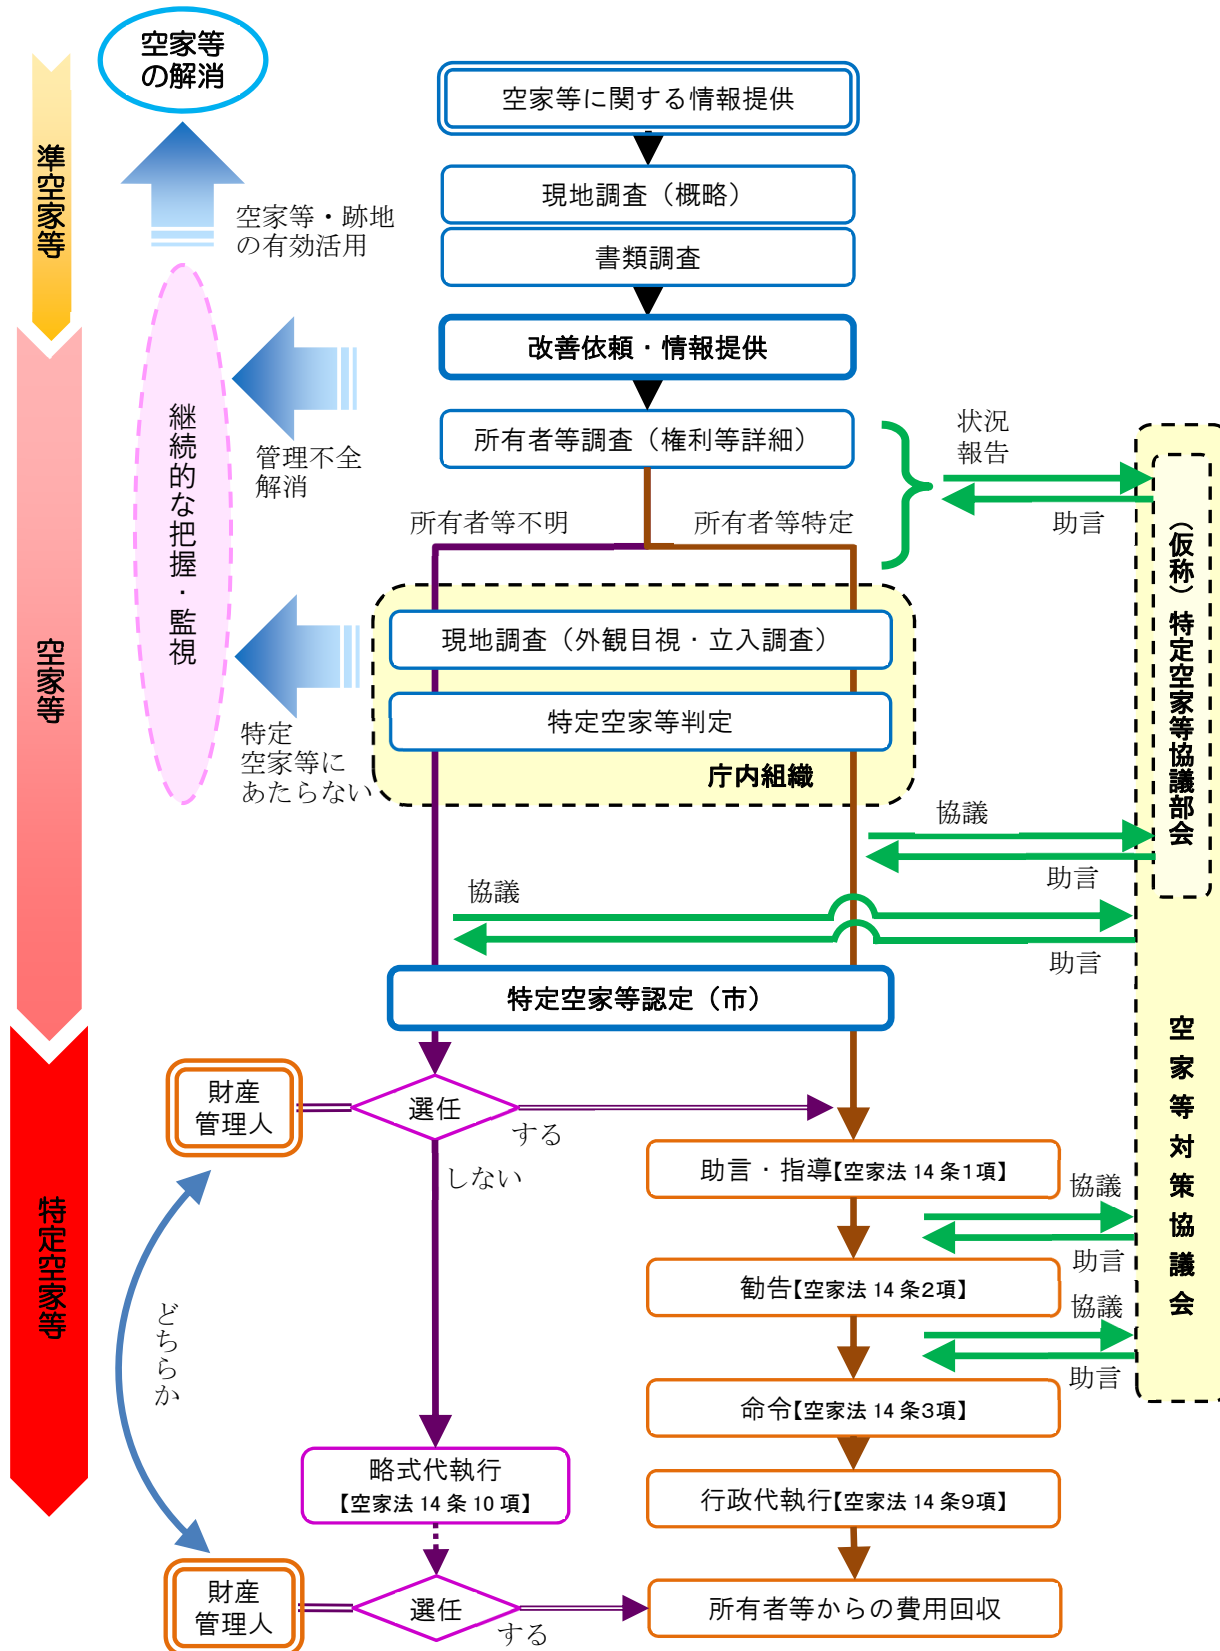 空家等
の解消
空家等に関する情報提供
準空家等
現地調査（概略）
空家等・跡地
の有効活用
書類調査
改善依頼・情報提供
継続的な把握・監視
管理不全
解消
所有者等調査（権利等詳細）
状況
報告
助言
所有者等不明
所有者等特定
（仮称）特定空家等協議部会
空家等
現地調査（外観目視・立入調査）
特定空家等判定
特定
空家等に
あたらない
庁内組織
協議
助言
協議
助言
特定空家等認定（市）
空家等対策協議会
財産
管理人
選任
する
しない
特定空家等
助言・指導【空家法 14 条1項】
協議
助言
勧告【空家法 14 条2項】
協議
助言
どちらか
命令【空家法 14 条3項】
略式代執行
【空家法 14 条 10 項】
行政代執行【空家法 14 条9項】
財産
管理人
選任
する
所有者等からの費用回収